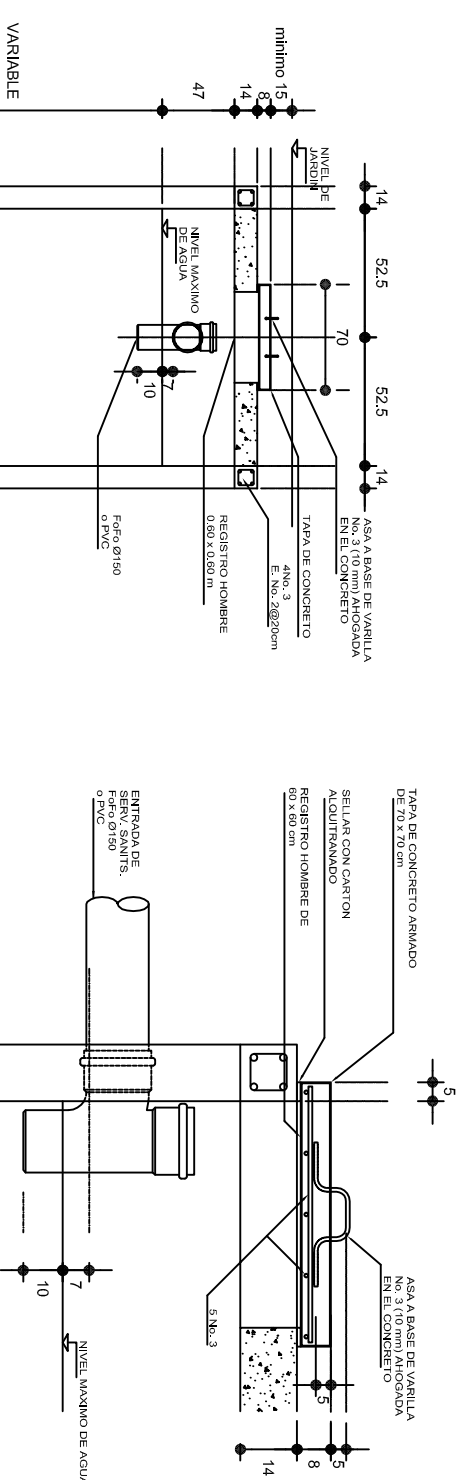 minimo 15
8
14
47
VARIABLE
NIVEL DE
JARDIN
14
52.5
70
52.5
14
NIVEL MAXIMO
DE AGUA
7
10
ASA A BASE DE VARILLA
No. 3 (10 mm) AHOGADA
EN EL CONCRETO
TAPA DE CONCRETO
4No. 3
E. No. 2@20cm
REGISTRO HOMBRE
0.60 x 0.60 m
FoFo Ø150
o PVC
TAPA DE CONCRETO ARMADO
DE 70 x 70 cm
SELLAR CON CARTON
ALQUITRANADO
REGISTRO HOMBRE DE
60 x 60 cm
ENTRADA DE
SERV. SANITS.
FoFo Ø150
o PVC
5
ASA A BASE DE VARILLA
No. 3 (10 mm) AHOGADA
EN EL CONCRETO
5 No. 3
5
5
8
14
7
10
NIVEL MAXIMO DE AGUA